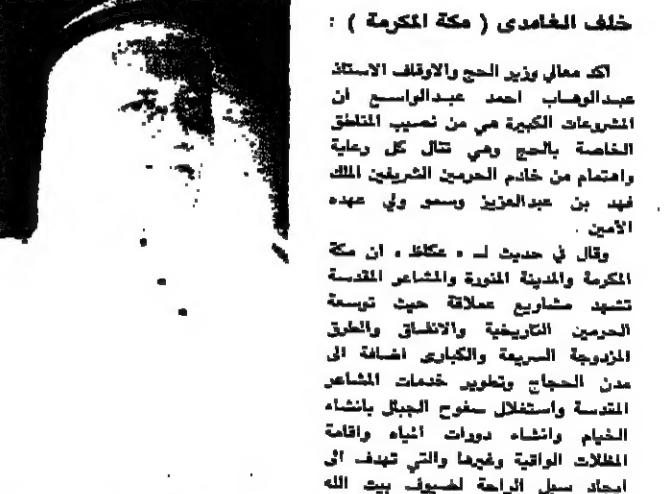 خلف الغامدى ( مكة المكرمة ) :
اكد معالي وزير الحج والاوقاف الاستاذ
عبدالوهاب احمد عبدالواسع ان
المشروعات الكبيرة هي من نصيب المناطق
الخاصة بالحج وهي تنال كل رعاية
واهتمام من خادم الحرمين الشريفين الملك
فهد بن عبدالعزيز وسمو ولي عهده
الأمين .
وقال في حديث لـ « عكاظ » ان مكة
المكرمة والمدينة المنورة والمشاعر المقدسة
تشهد مشاريع عملاقة حيث توسعة
الحرمين التاريخية والانفاق والطرق
المزدوجة السريعة والكبارى اضافة الى
مدن الحجاج وتطوير خدمات المشاعر
المقدسة واستغلال سفوح الجبال بانشاء
الخيام وانشاء دورات المياه واقامة
المظلات الواقية وغيرها والتي تهدف الى
ايجاد سبل الراحة لضيوف بيت الله